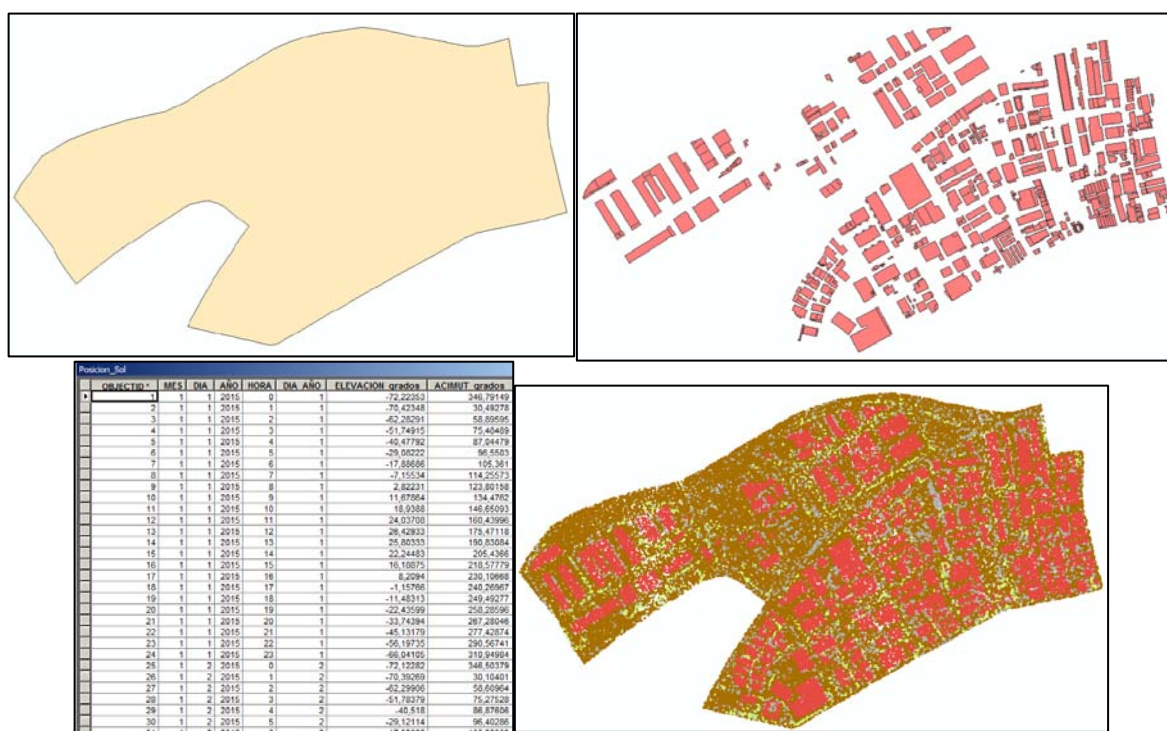 Posicion_Sol
OBJECTID * MES DIA AÑO HORA DIA_AÑO ELEVACION_grados ACIMUT_grados
1 1 1 2015 0 1 -72,22353 346,79149
2 1 1 2015 1 1 -70,42348 30,49278
3 1 1 2015 2 1 -62,28291 58,89595
4 1 1 2015 3 1 -51,74915 75,48489
5 1 1 2015 4 1 -40,47792 87,04479
6 1 1 2015 5 1 -29,08222 96,5503
7 1 1 2015 6 1 -17,88686 105,361
8 1 1 2015 7 1 -7,15534 114,25573
9 1 1 2015 8 1 2,82231 123,80158
10 1 1 2015 9 1 11,67864 134,4762
11 1 1 2015 10 1 18,9388 146,65093
12 1 1 2015 11 1 24,03708 160,43996
13 1 1 2015 12 1 26,42933 175,47118
14 1 1 2015 13 1 25,80333 190,83084
15 1 1 2015 14 1 22,24483 205,4366
16 1 1 2015 15 1 16,18875 218,57779
17 1 1 2015 16 1 8,2094 230,10668
18 1 1 2015 17 1 -1,15766 240,26967
19 1 1 2015 18 1 -11,48313 249,49277
20 1 1 2015 19 1 -22,43599 258,28596
21 1 1 2015 20 1 -33,74394 267,28046
22 1 1 2015 21 1 -45,13179 277,42874
23 1 1 2015 22 1 -56,19735 290,56741
24 1 1 2015 23 1 -66,04105 310,94984
25 1 2 2015 0 2 -72,12282 346,50379
26 1 2 2015 1 2 -70,39269 30,10401
27 1 2 2015 2 2 -62,29906 58,60964
28 1 2 2015 3 2 -51,78379 75,27528
29 1 2 2015 4 2 -40,518 86,87606
30 1 2 2015 5 2 -29,12114 96,40286